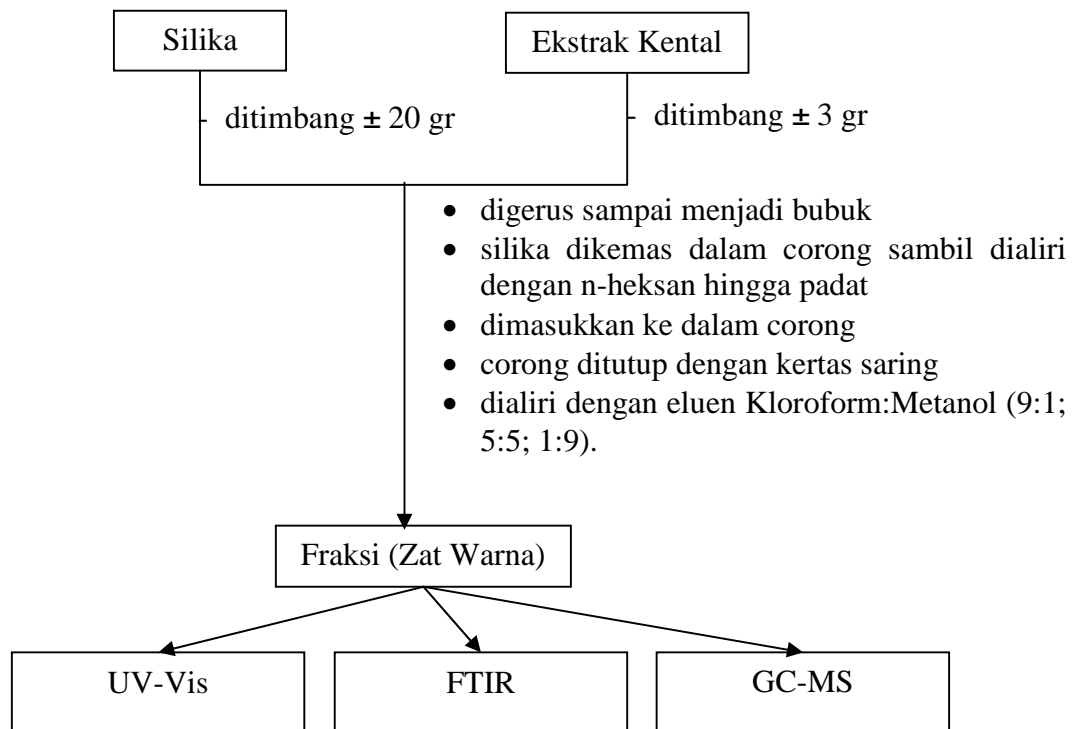 Silika
Ekstrak Kental
- ditimbang ± 20 gr
- ditimbang ± 3 gr
• digerus sampai menjadi bubuk
• silika dikemas dalam corong sambil dialiri
dengan n-heksan hingga padat
• dimasukkan ke dalam corong
• corong ditutup dengan kertas saring
• dialiri dengan eluen Kloroform:Metanol (9:1;
5:5; 1:9).
Fraksi (Zat Warna)
UV-Vis
FTIR
GC-MS